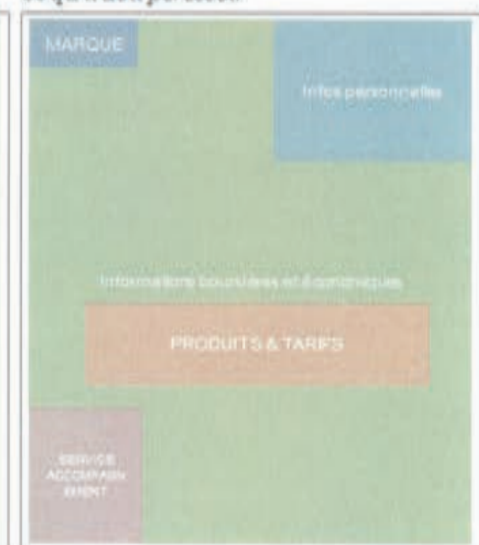 MARQUE
Infos personnelles
Informations boursières et économiques
PRODUITS & TARIFS
SERVICE
ACCOMPAGN
EMENT